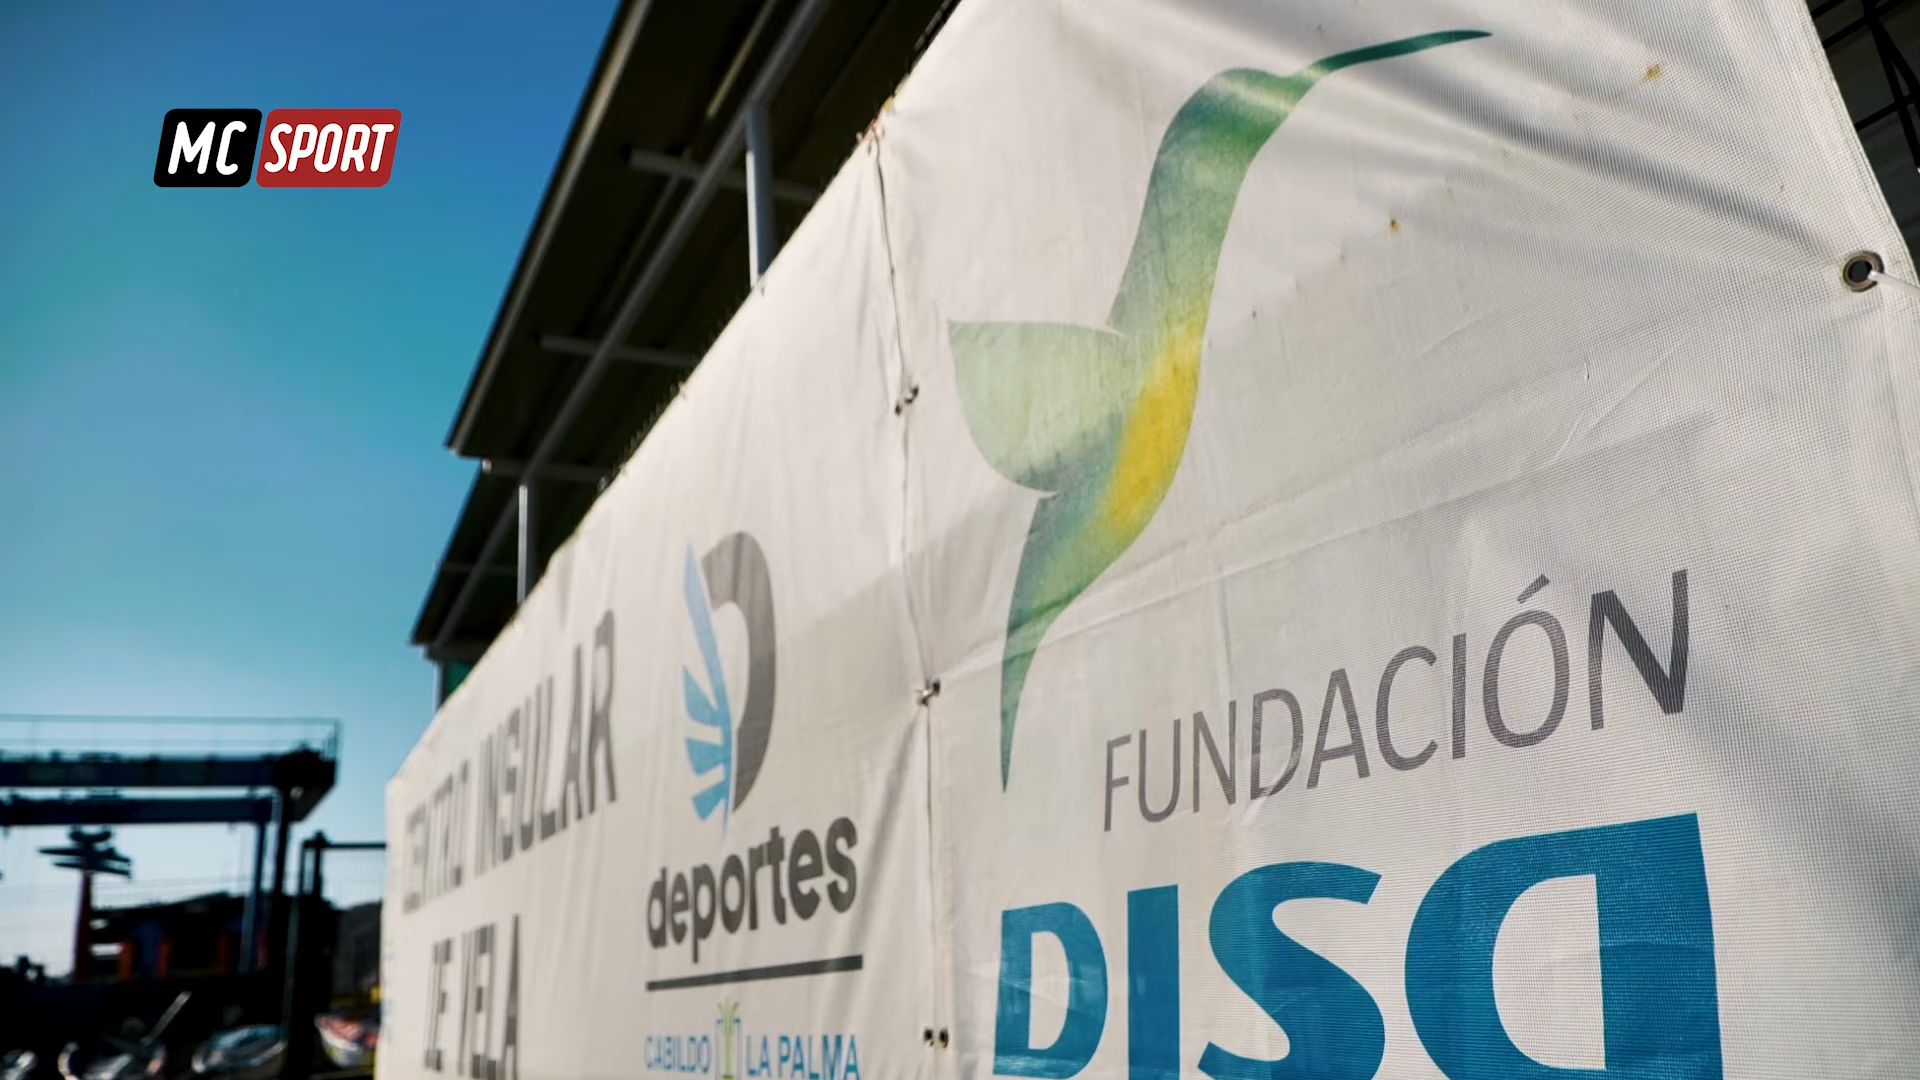 MC SPORT
CENTRO INSULAR
DE VELA
deportes
CABILDO LA PALMA
FUNDACIÓN
DISA